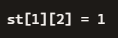 st[1][2] = 1